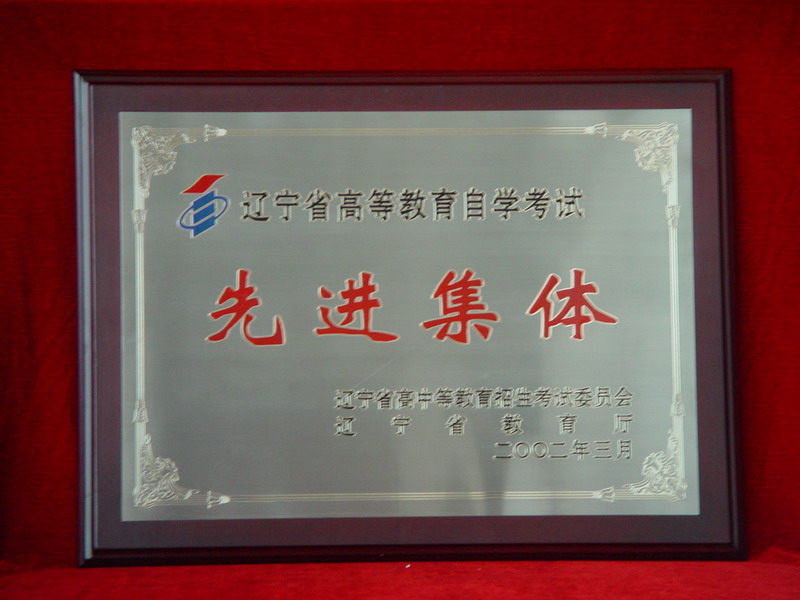 辽宁省高等教育自学考试
先进集体
辽宁省高中等教育招生考试委员会
辽宁省教育厅
二〇〇二年三月